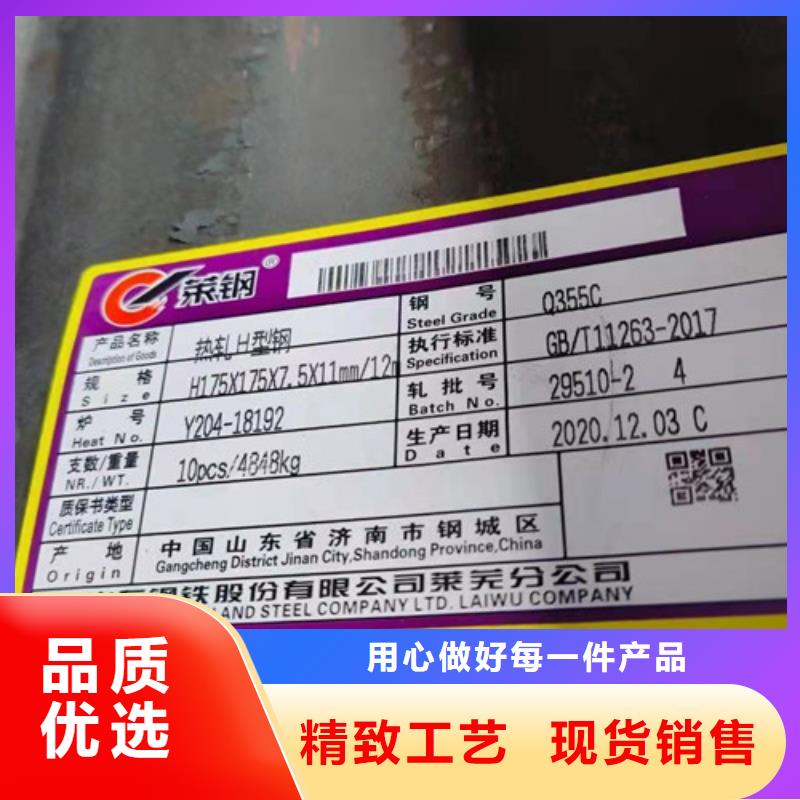 莱钢 ®
钢 号 Q355C
Steel Grade
产品名称 热轧 H型钢
Description of Goods
执行标准 GB/T11263-2017
Specification
规 格 H175X175X7.5X11mm/12m
Size
轧批号 29510-2 4
Batch No.
炉 号 Y204-18192
Heat No.
生产日期 2020.12.03 C
Date
支数/重量 10pcs/4848kg
NR./WT.
质保书类型
Certificate Type
产 地 中国山东省济南市钢城区
Origin Gangcheng District Jinan City,Shandong Province,China
钢铁股份有限公司莱芜分公司
AND STEEL COMPANY LTD. LAIWU COMPANY
品质
优选
用心做好每一件产品
精致工艺 现货销售